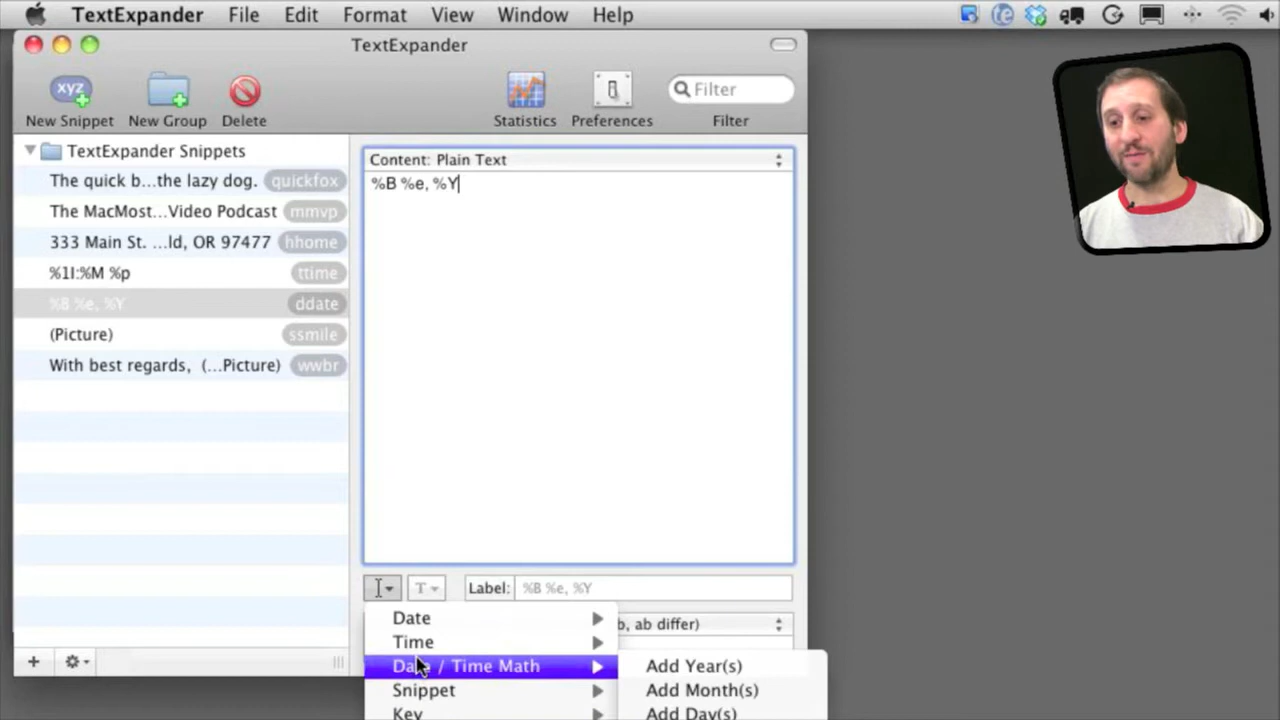 TextExpander File Edit Format View Window Help
TextExpander
xyz
New Snippet New Group Delete Statistics Preferences Filter
Filter
TextExpander Snippets
The quick b...the lazy dog. quickfox
The MacMost...Video Podcast mmvp
333 Main St. ...ld, OR 97477 hhome
%1I:%M %p ttime
%B %e, %Y ddate
(Picture) ssmile
With best regards, (...Picture) wwbr
Content: Plain Text
%B %e, %Y
T
Label: %B %e, %Y
b, ab differ)
Date
Time
Date / Time Math
Snippet
Key
Add Year(s)
Add Month(s)
Add Day(s)